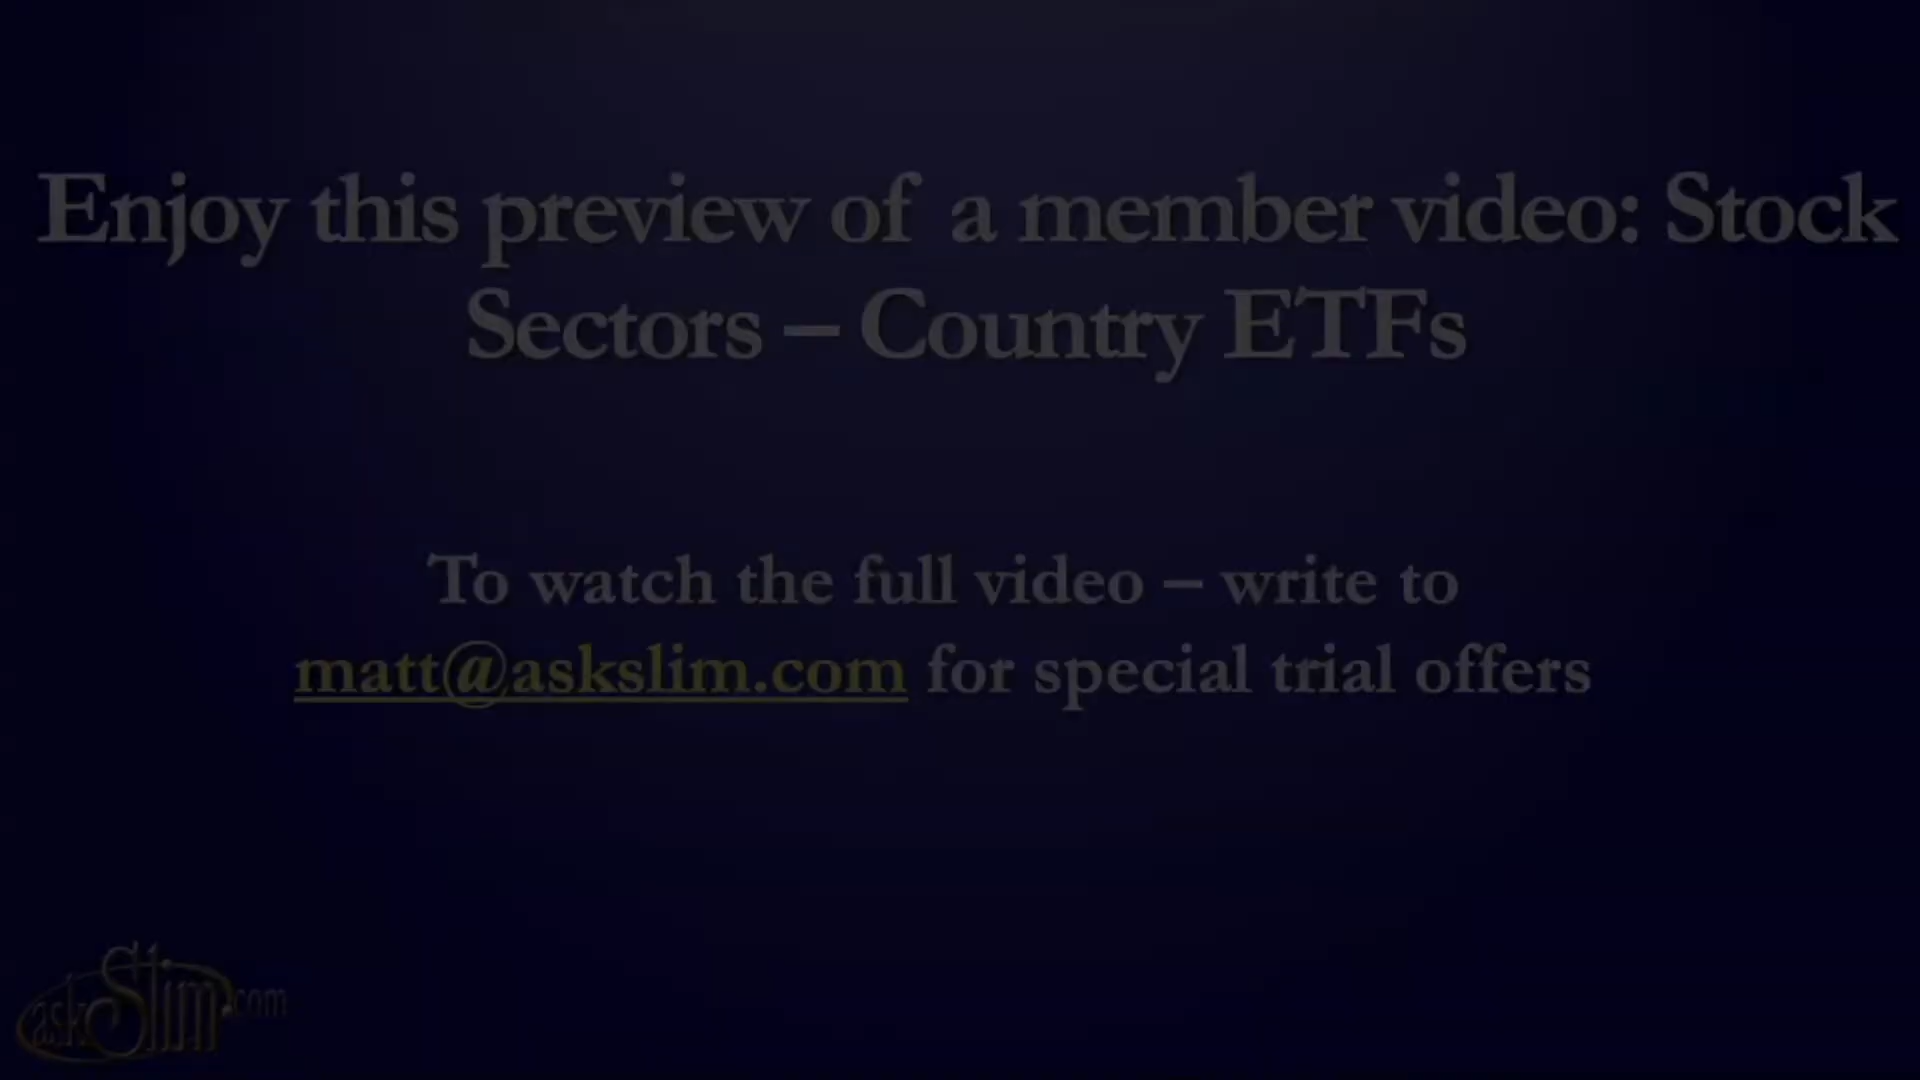 Enjoy this preview of a member video: Stock
Sectors – Country ETFs
To watch the full video – write to
matt@askslim.com for special trial offers
askSlim.com